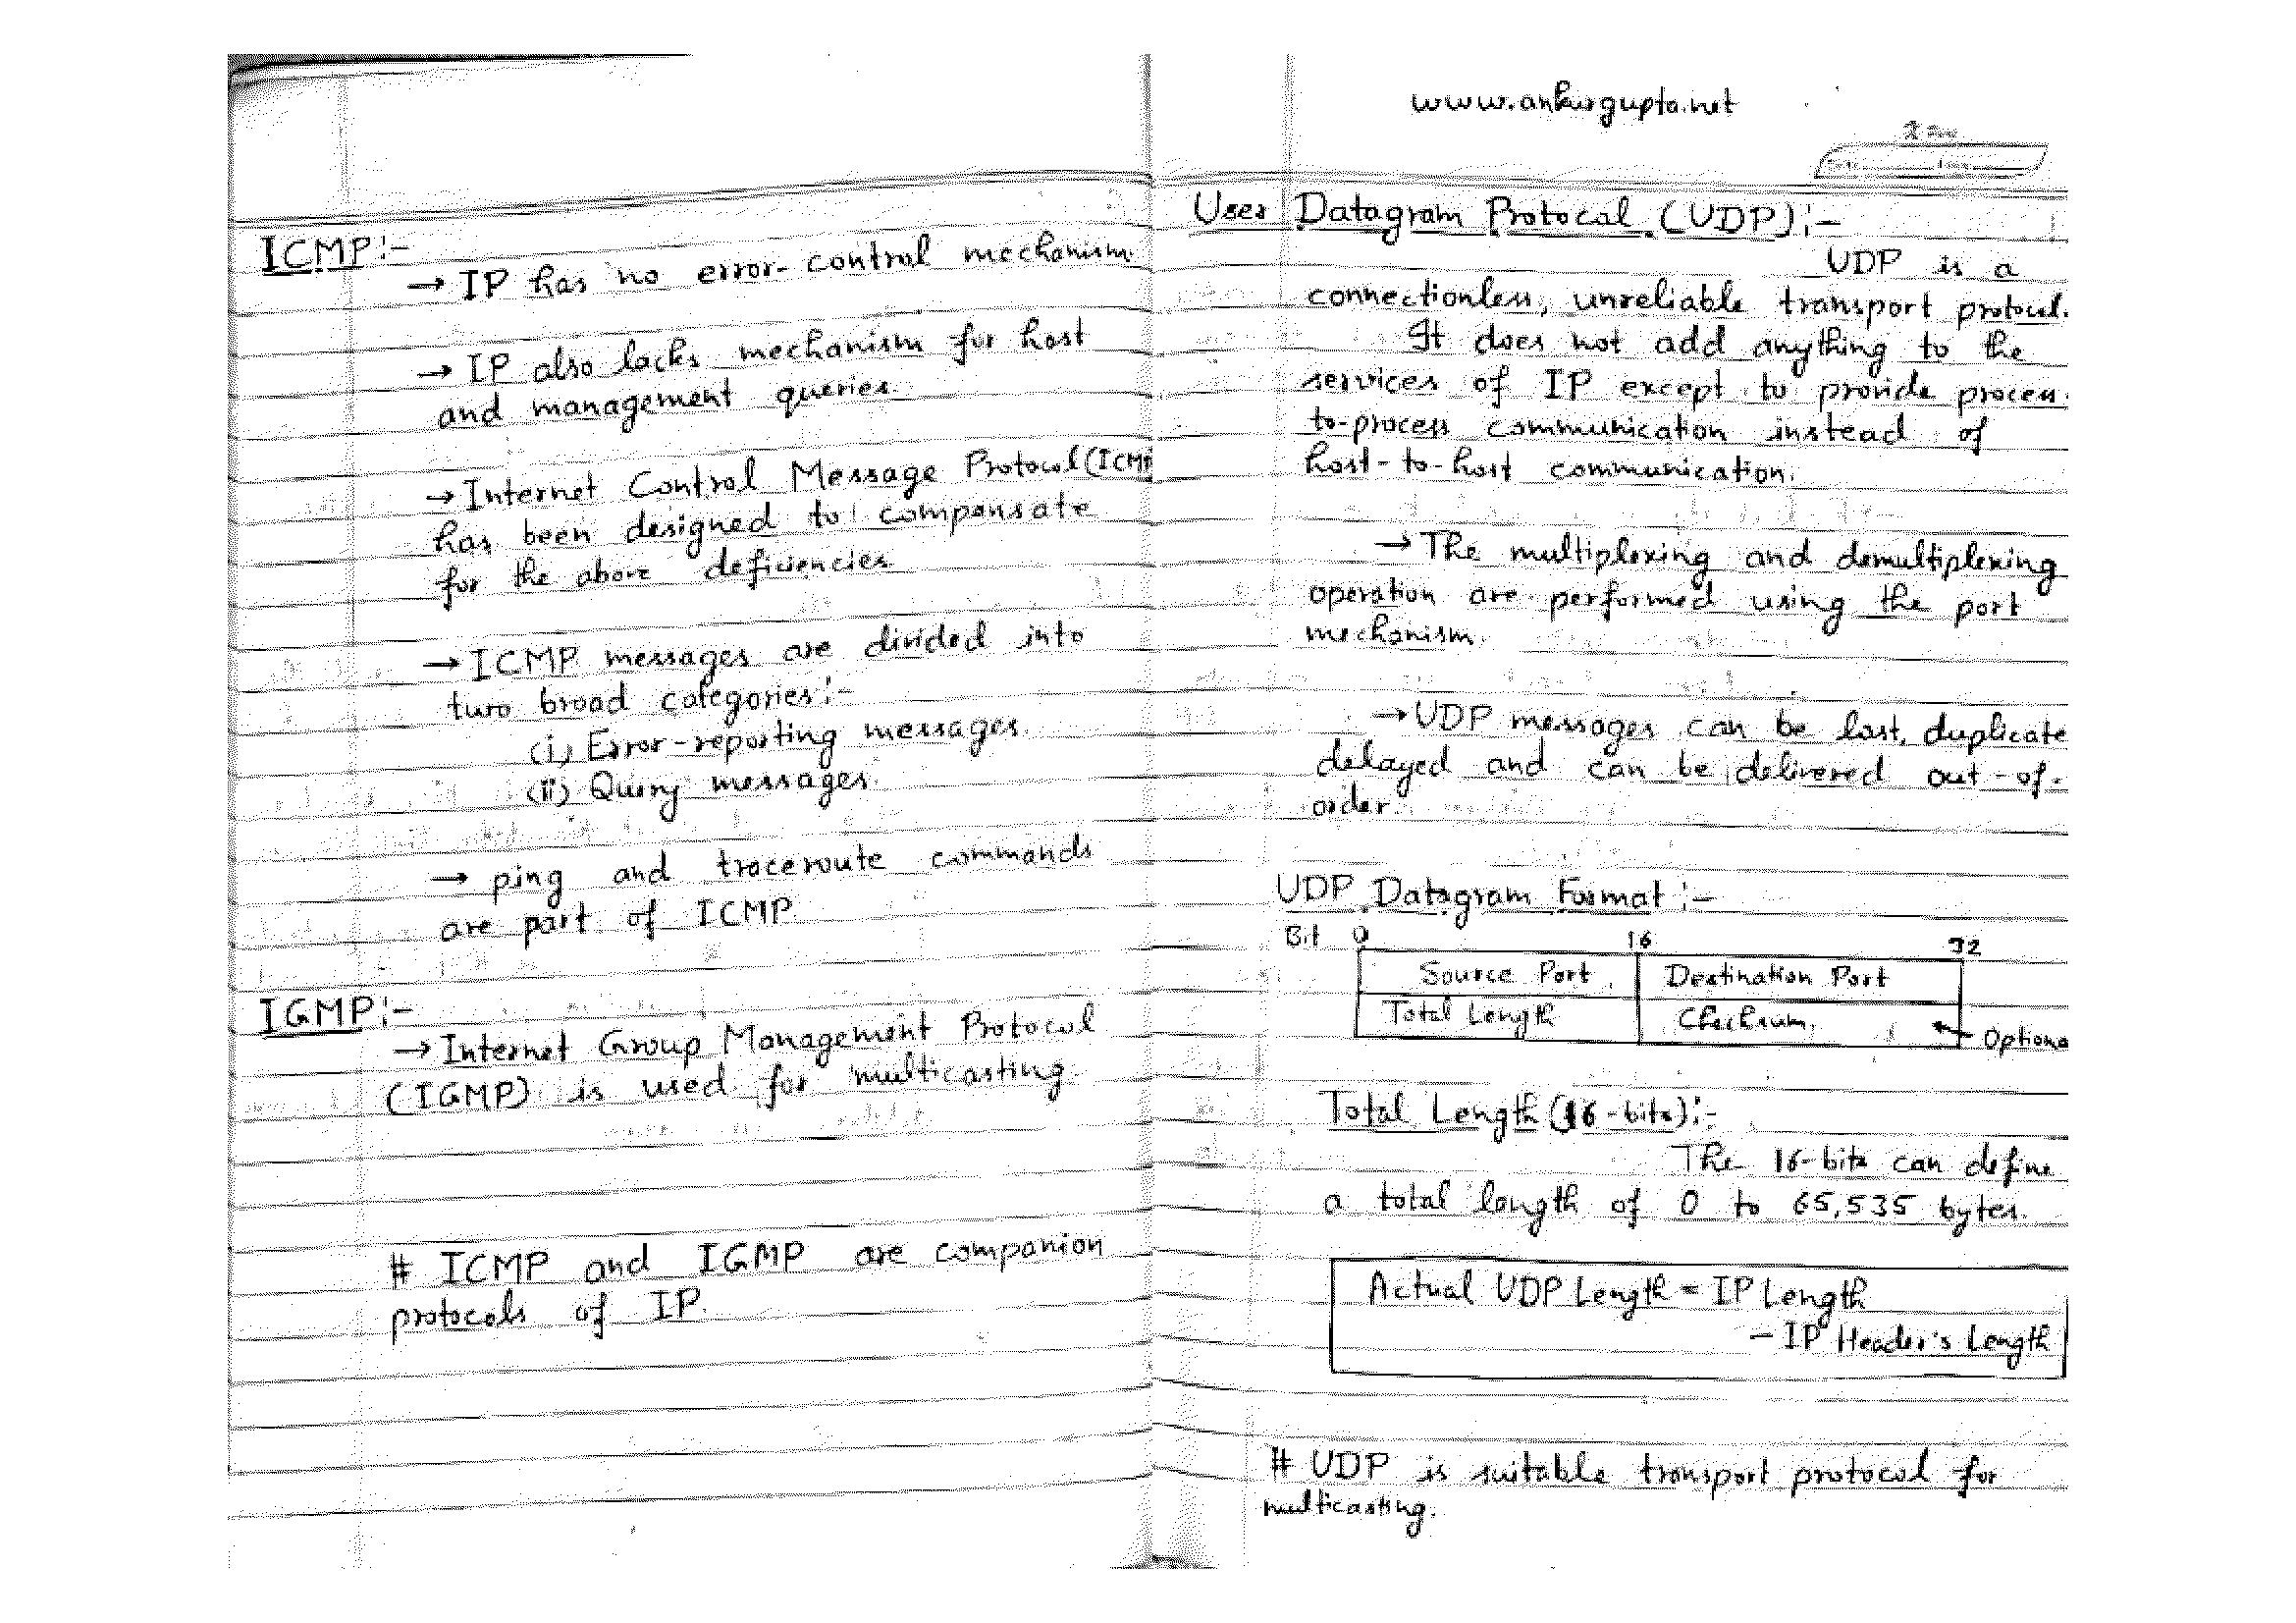 ICMP:-
→ IP has no error-control mechanism.
→ IP also lacks mechanism for host
and management queries.
→ Internet Control Message Protocol (ICMP
has been designed to compensate
for the above deficiencies.
→ ICMP messages are divided into
two broad categories:-
(i) Error-reporting messages.
(ii) Query messages.
→ ping and traceroute commands
are part of ICMP
IGMP:-
→ Internet Group Management Protocol
(IGMP) is used for multicasting.
# ICMP and IGMP are companion
protocols of IP.
www.ankurgupta.net
User Datagram Protocal (UDP):-
UDP is a
connectionless, unreliable transport protocol.
It does not add anything to the
services of IP except to provide process
to-process communication instead of
host-to-host communication.
→ The multiplexing and demultiplexing
operation are performed using the port
mechanism.
→ UDP messages can be lost, duplicate
delayed and can be delivered out-of-
order.
UDP Datagram Format:-
Bit 0 16 32
Source Port Destination Port
Total Length Checksum. ← Optiona
Total Length (16-bits):-
The 16-bits can define
a total length of 0 to 65,535 bytes.
Actual UDP Length = IP Length
- IP Header's Length
# UDP is suitable transport protocol for
multicasting.